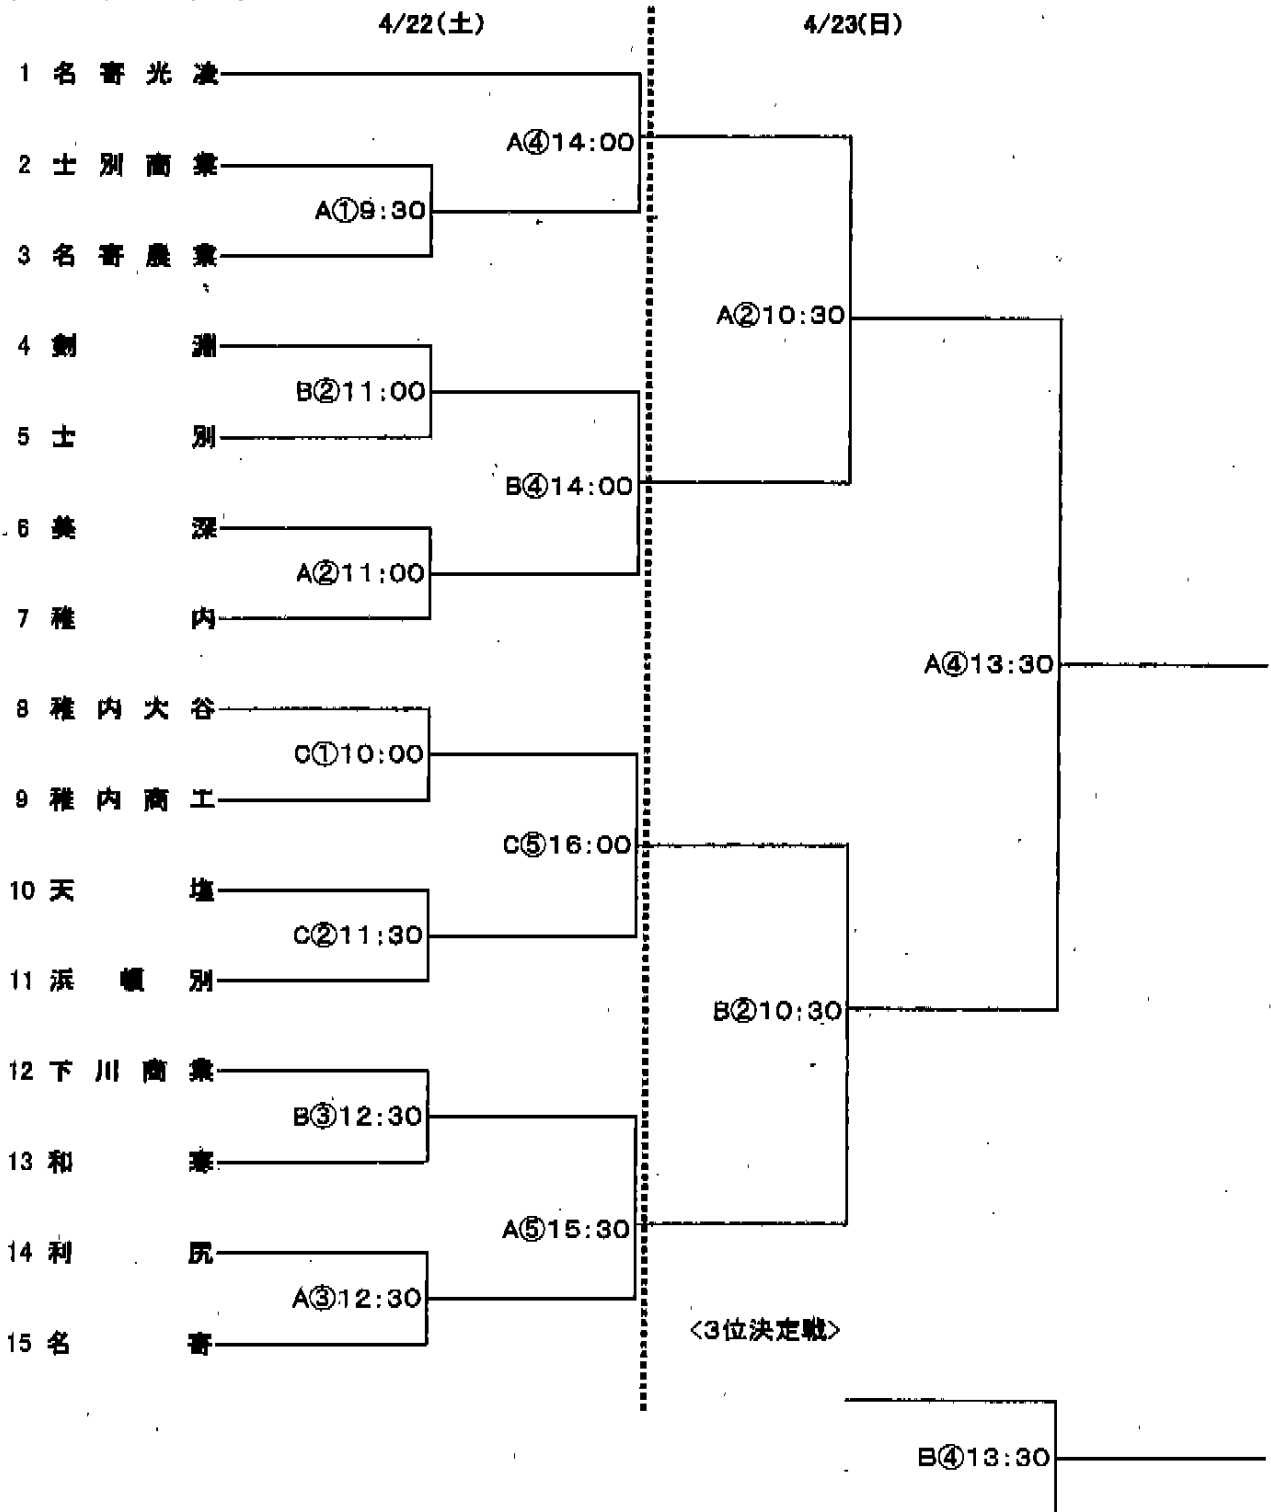 4/22(土) 4/23(日)
1 名寄光凌
A④14:00
2 士別商業
A①9:30
3 名寄農業
A②10:30
4 剣淵
B②11:00
5 士別
B④14:00
6 美深
A②11:00
7 稚内
A④13:30
8 稚内大谷
C①10:00
9 稚内商工
C⑤16:00
10 天塩
C②11:30
11 浜頓別
B②10:30
12 下川商業
B③12:30
13 和寒
A⑤15:30
14 利尻
A③12:30
15 名寄
<3位決定戦>
B④13:30